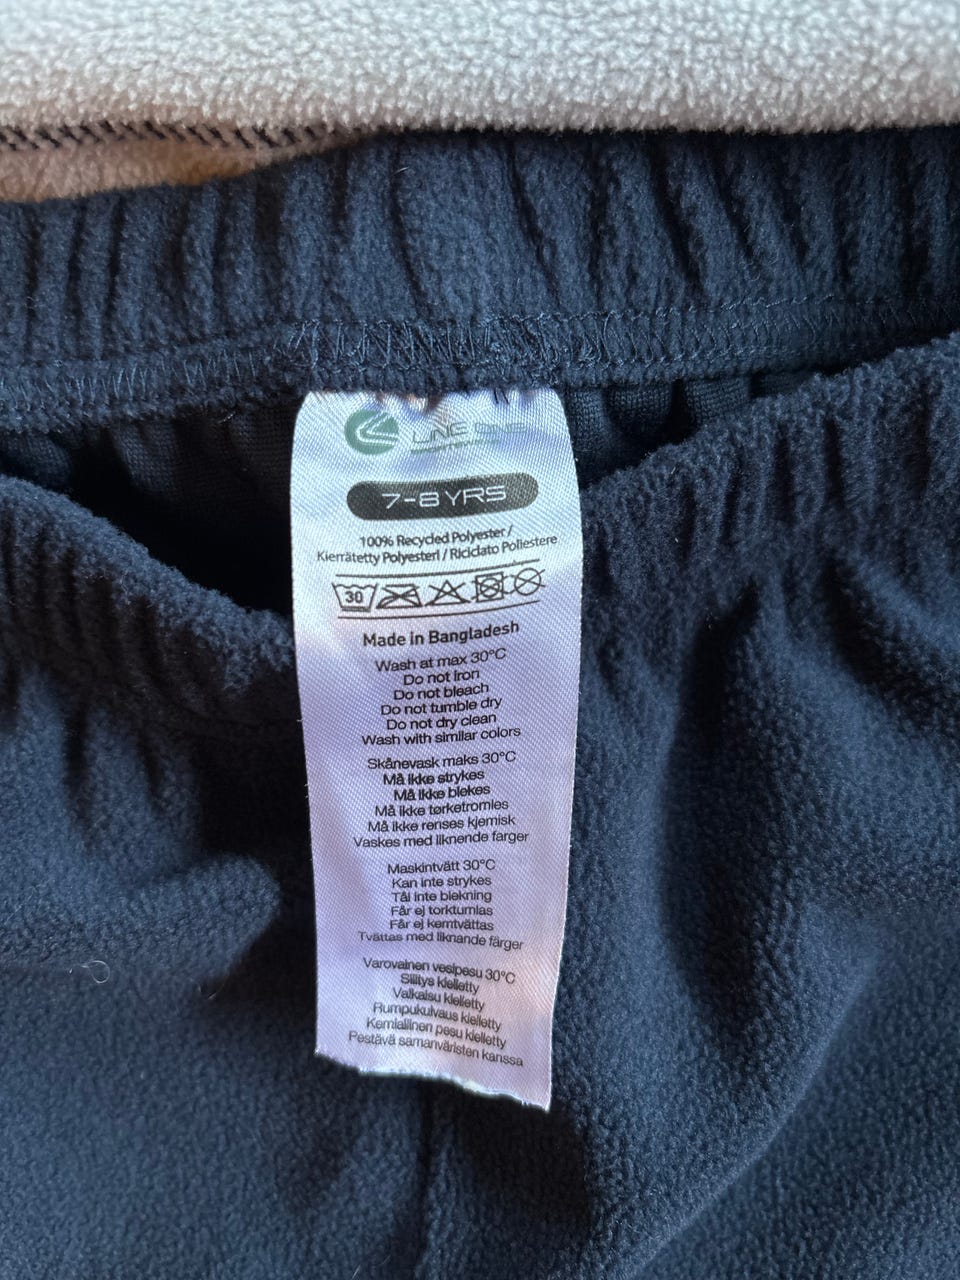 LINE ONE
7-8 YRS
100% Recycled Polyester /
Kierrätetty Polyesteri / Riciclato Poliestere
30
Made in Bangladesh
Wash at max 30°C
Do not iron
Do not bleach
Do not tumble dry
Do not dry clean
Wash with similar colors
Skånevask maks 30°C
Må ikke strykes
Må ikke blekes
Må ikke tørketromles
Må ikke renses kjemisk
Vaskes med liknende farger
Maskintvätt 30°C
Kan inte strykes
Tål inte blekning
Får ej torktumlas
Får ej kemtvättas
Tvättas med liknande färger
Varovainen vesipesu 30°C
Silitys kielletty
Valkaisu kielletty
Rumpukuivaus kielletty
Kemiallinen pesu kielletty
Pestävä samanväristen kanssa